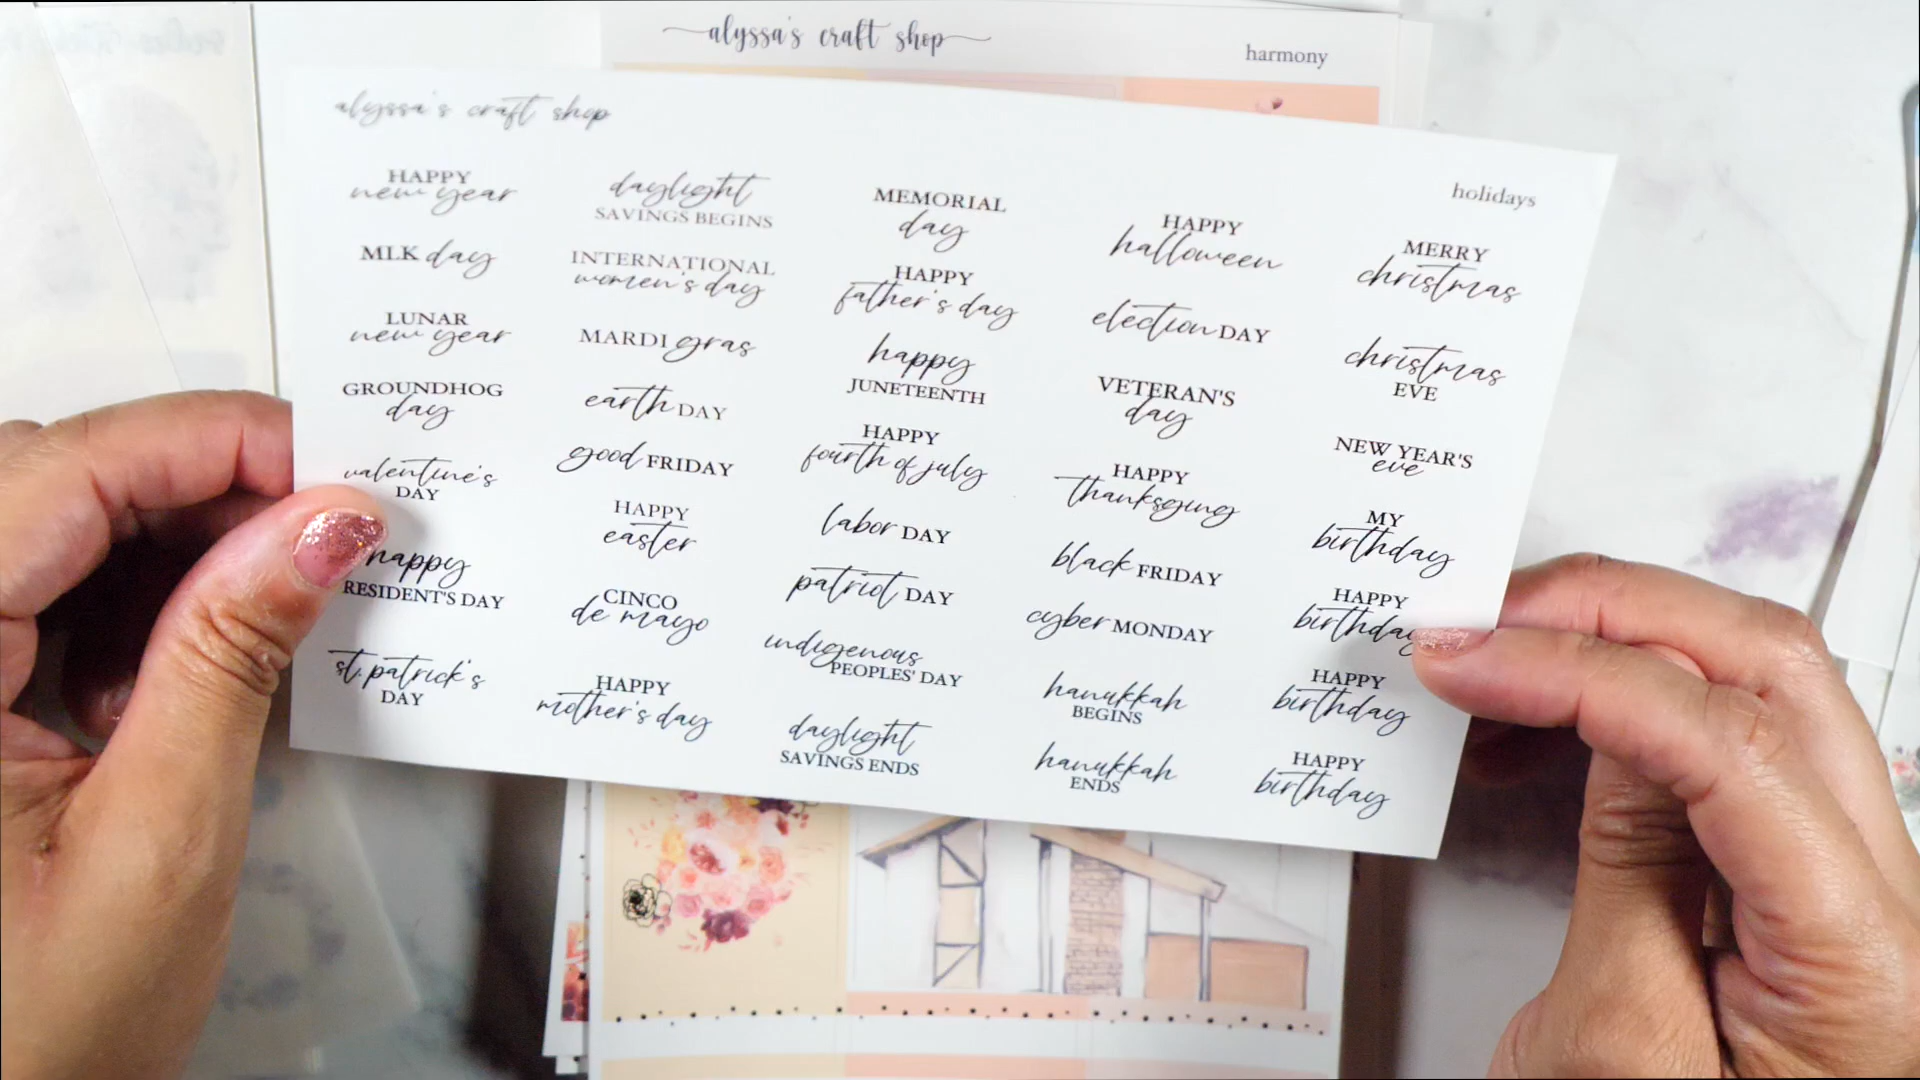 alyssa's craft shop
harmony
alyssa's craft shop
holidays
HAPPY
new year
MLK day
LUNAR
new year
GROUNDHOG
day
valentine's
DAY
happy
RESIDENT'S DAY
st. patrick's
DAY
daylight
SAVINGS BEGINS
INTERNATIONAL
women's day
MARDI gras
earth DAY
good FRIDAY
HAPPY
easter
CINCO
de mayo
HAPPY
mother's day
MEMORIAL
day
HAPPY
father's day
happy
JUNETEENTH
HAPPY
fourth of july
labor DAY
patriot DAY
indigenous
PEOPLES' DAY
daylight
SAVINGS ENDS
HAPPY
halloween
election DAY
VETERAN'S
day
HAPPY
thanksgiving
black FRIDAY
cyber MONDAY
hanukkah
BEGINS
hanukkah
ENDS
MERRY
christmas
christmas
EVE
NEW YEAR'S
eve
MY
birthday
HAPPY
birthday
HAPPY
birthday
HAPPY
birthday